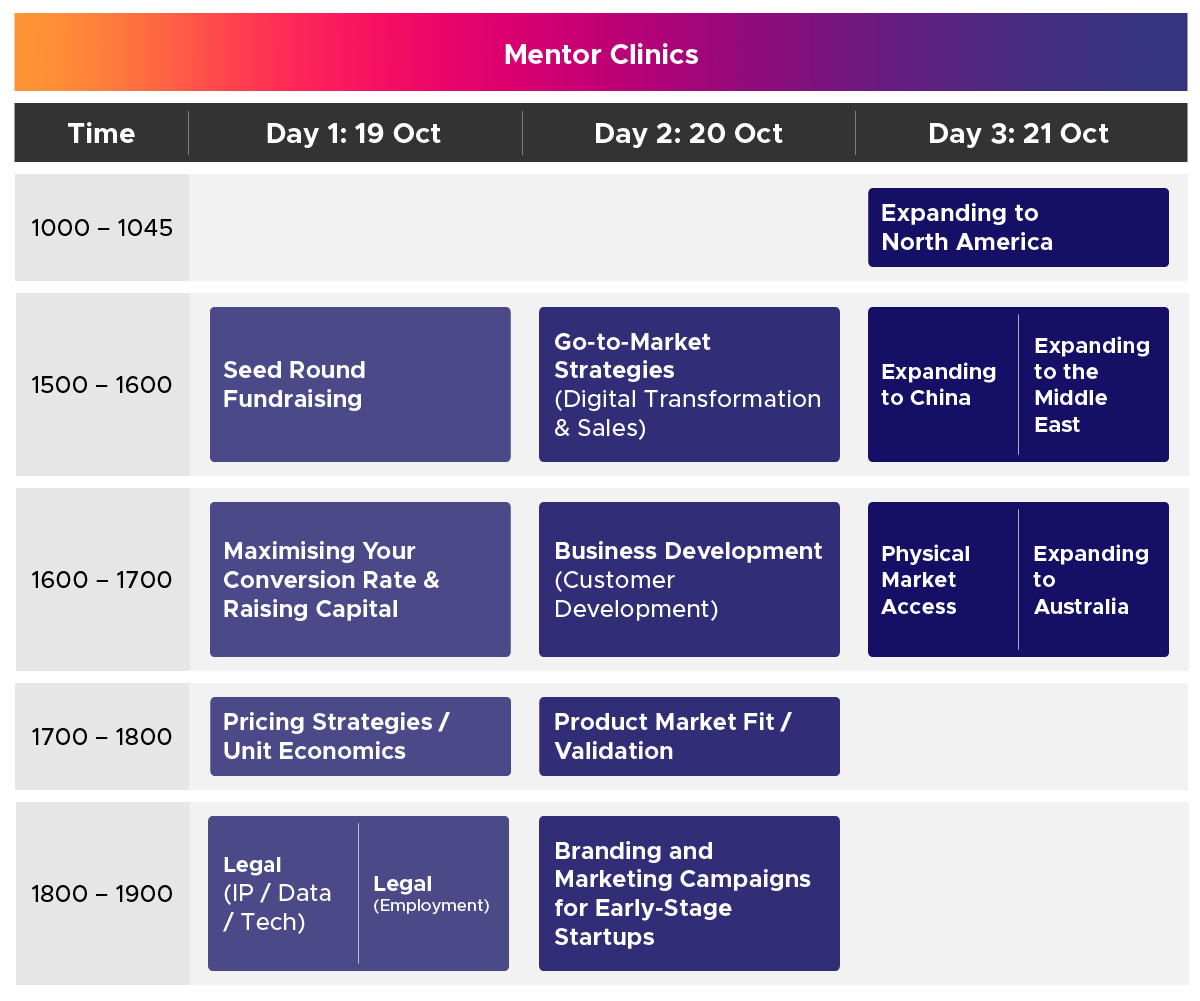 Mentor Clinics
Time
Day 1: 19 Oct
Day 2: 20 Oct
Day 3: 21 Oct
1000 – 1045
Expanding to
North America
1500 – 1600
Seed Round
Fundraising
Go-to-Market
Strategies
(Digital Transformation
& Sales)
Expanding
to China
Expanding
to the
Middle
East
1600 – 1700
Maximising Your
Conversion Rate &
Raising Capital
Business Development
(Customer
Development)
Physical
Market
Access
Expanding
to
Australia
1700 – 1800
Pricing Strategies /
Unit Economics
Product Market Fit /
Validation
1800 – 1900
Legal
(IP / Data
/ Tech)
Legal
(Employment)
Branding and
Marketing Campaigns
for Early-Stage
Startups